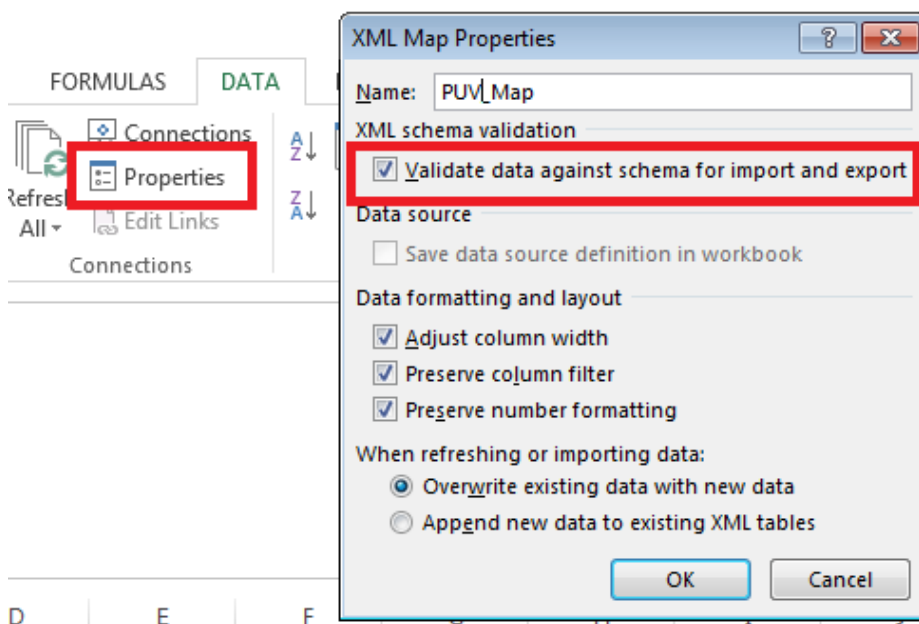 FORMULAS DATA
Connections
Properties
Refresh
All
Edit Links
Connections
A
Z
Z
A
XML Map Properties
?
Name: PUV_Map
XML schema validation
Validate data against schema for import and export
Data source
Save data source definition in workbook
Data formatting and layout
Adjust column width
Preserve column filter
Preserve number formatting
When refreshing or importing data:
Overwrite existing data with new data
Append new data to existing XML tables
OK Cancel
D E F